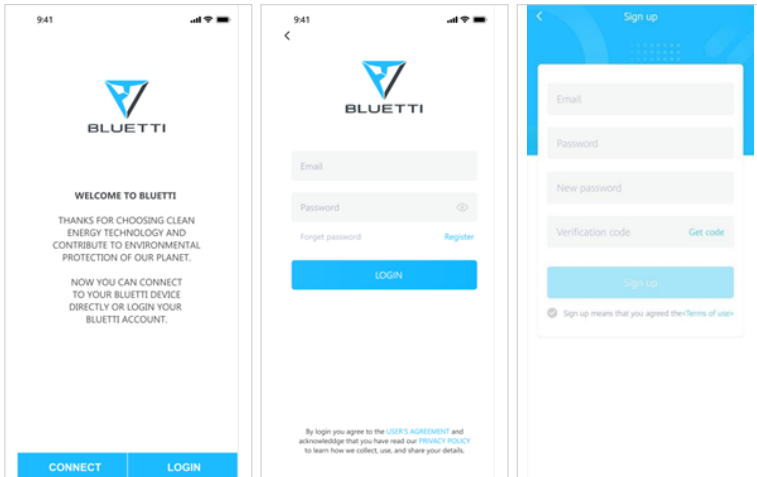 9:41
BLUETTI
WELCOME TO BLUETTI
THANKS FOR CHOOSING CLEAN
ENERGY TECHNOLOGY AND
CONTRIBUTE TO ENVIRONMENTAL
PROTECTION OF OUR PLANET.
NOW YOU CAN CONNECT
TO YOUR BLUETTI DEVICE
DIRECTLY OR LOGIN YOUR
BLUETTI ACCOUNT.
CONNECT
LOGIN
9:41
BLUETTI
Email
Password
Forget password
Register
LOGIN
By login you agree to the USER'S AGREEMENT and
acknowleddge that you have read our PRIVACY POLICY
to learn how we collect, use, and share your details.
Sign up
Email
Password
New password
Verification code
Get code
Sign up
Sign up means that you agreed the<Terms of use>